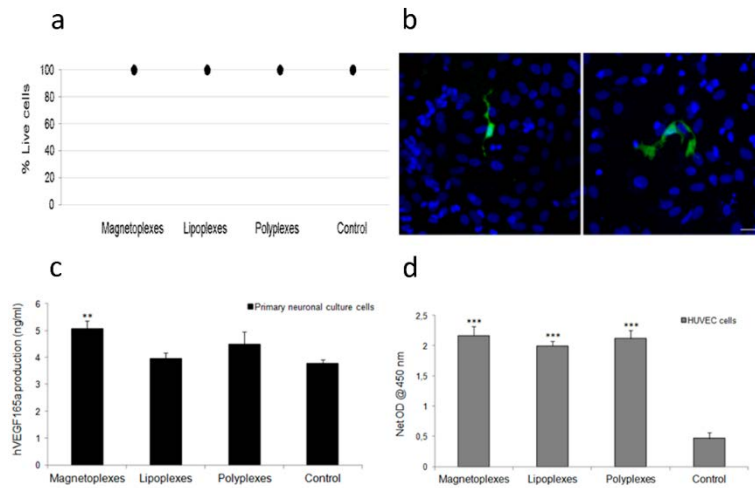 a
% Live cells
100
80
60
40
20
0
Magnetoplexes Lipoplexes Polyplexes Control
b
c
hVEGF165a production (ng/ml)
6
5
4
3
2
1
0
**
Primary neuronal culture cells
Magnetoplexes Lipoplexes Polyplexes Control
d
Net OD @ 450 nm
2.5
2
1.5
1
0.5
0
*** *** ***
HUVEC cells
Magnetoplexes Lipoplexes Polyplexes Control